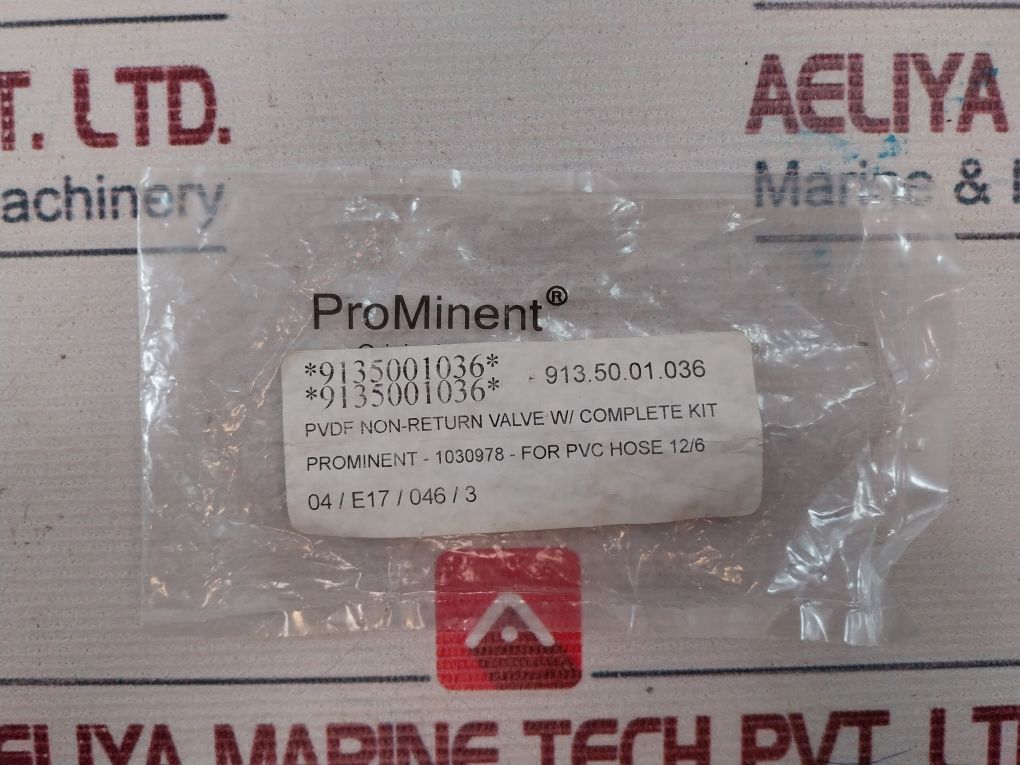 T. LTD.
achinery
AELIYA
Marine &
ProMinent®
*9135001036*
*9135001036* - 913.50.01.036
PVDF NON-RETURN VALVE W/ COMPLETE KIT
PROMINENT - 1030978 - FOR PVC HOSE 12/6
04 / E17 / 046 / 3
AELIYA MARINE TECH PVT. LT